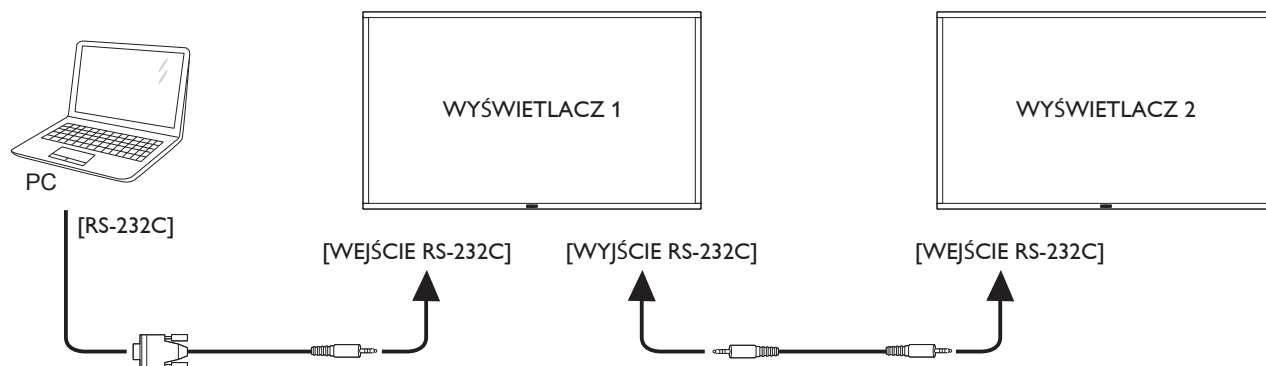 WYŚWIETLACZ 1
WYŚWIETLACZ 2
PC
[RS-232C]
[WEJŚCIE RS-232C]
[WYJŚCIE RS-232C]
[WEJŚCIE RS-232C]